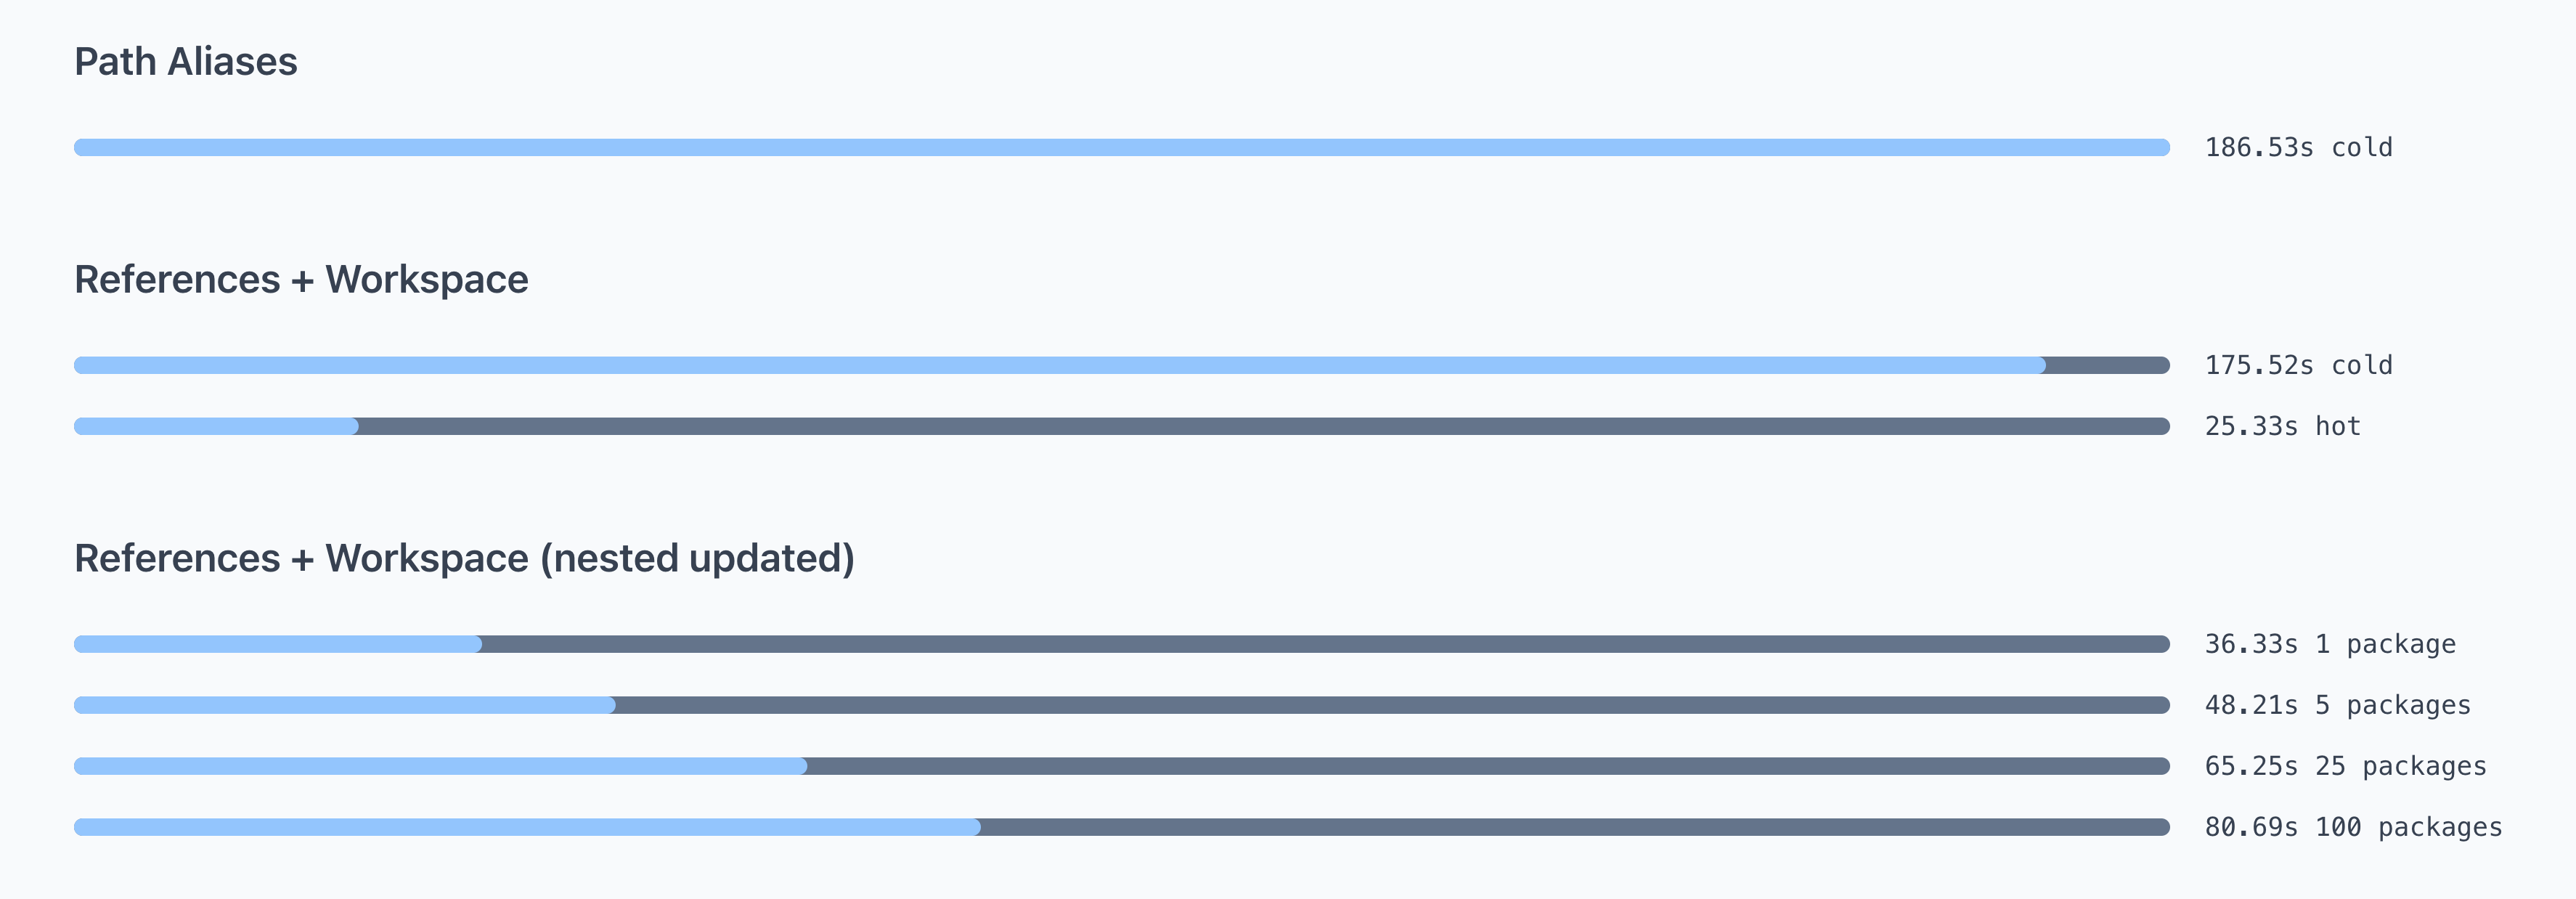 Path Aliases
186.53s cold
References + Workspace
175.52s cold
25.33s hot
References + Workspace (nested updated)
36.33s 1 package
48.21s 5 packages
65.25s 25 packages
80.69s 100 packages